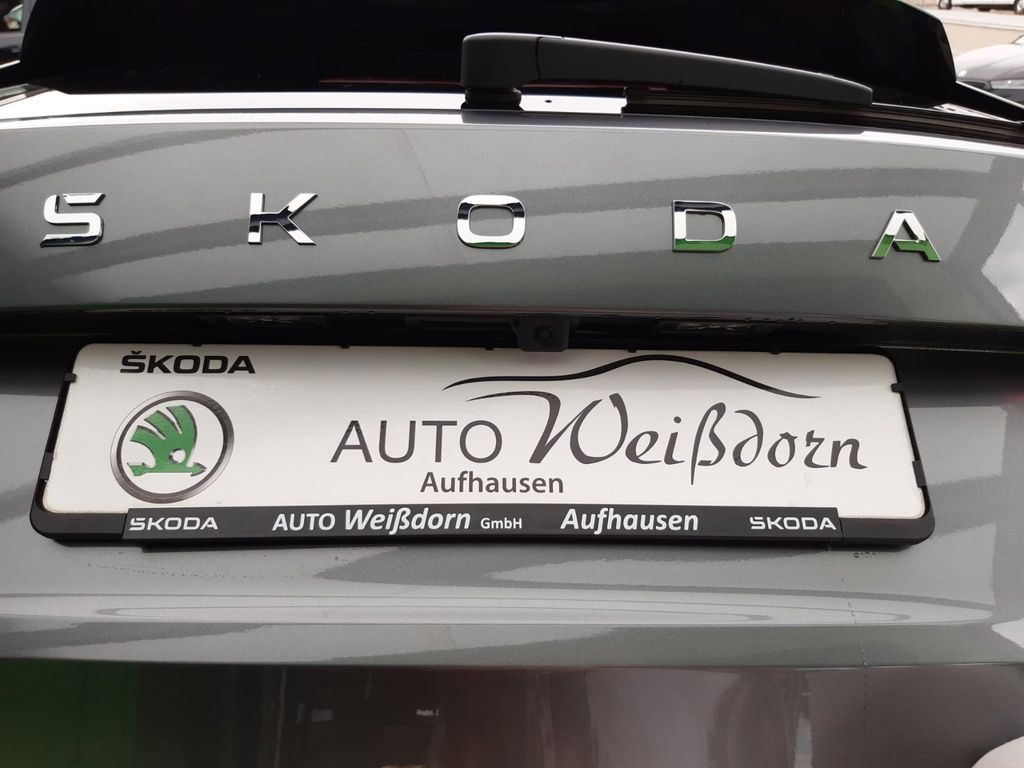 SKODA
ŠKODA
AUTO Weißdorn
Aufhausen
ŠKODA AUTO Weißdorn GmbH Aufhausen ŠKODA